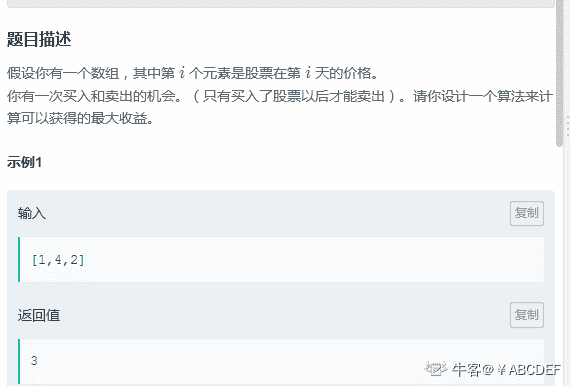 题目描述
假设你有一个数组，其中第 i 个元素是股票在第 i 天的价格。
你有一次买入和卖出的机会。（只有买入了股票以后才能卖出）。请你设计一个算法来计
算可以获得的最大收益。
示例1
输入
复制
[1,4,2]
返回值
复制
3
牛客@￥ABCDEF